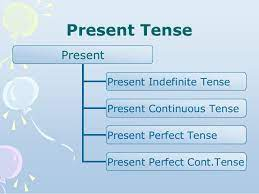 Present Tense
Present
Present Indefinite Tense
Present Continuous Tense
Present Perfect Tense
Present Perfect Cont.Tense